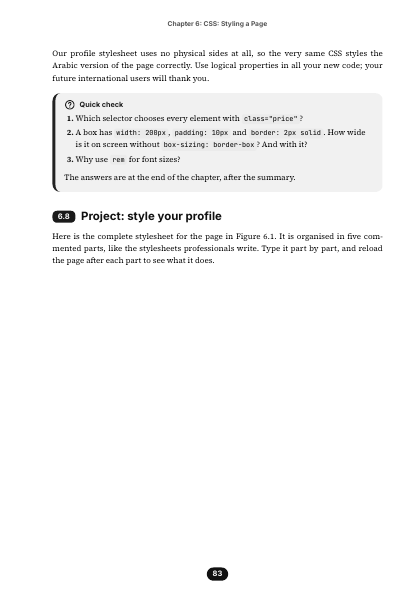 Chapter 6: CSS: Styling a Page
Our profile stylesheet uses no physical sides at all, so the very same CSS styles the
Arabic version of the page correctly. Use logical properties in all your new code; your
future international users will thank you.
Quick check
1. Which selector chooses every element with class="price"?
2. A box has width: 200px, padding: 10px and border: 2px solid. How wide
is it on screen without box-sizing: border-box? And with it?
3. Why use rem for font sizes?
The answers are at the end of the chapter, after the summary.
6.8 Project: style your profile
Here is the complete stylesheet for the page in Figure 6.1. It is organised in five com-
mented parts, like the stylesheets professionals write. Type it part by part, and reload
the page after each part to see what it does.
83